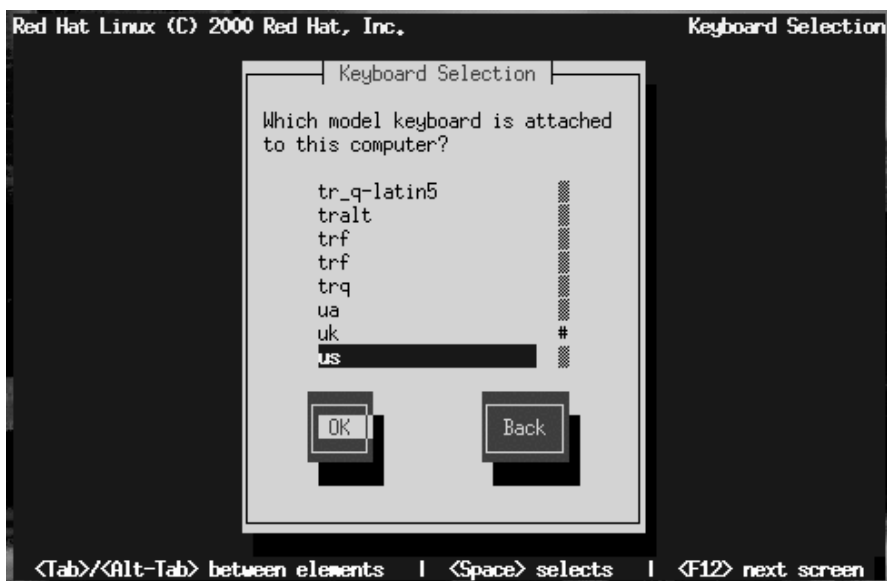 Red Hat Linux (C) 2000 Red Hat, Inc. Keyboard Selection
Keyboard Selection
Which model keyboard is attached
to this computer?
tr_q-latin5
tralt
trf
trf
trq
ua
uk #
us
OK Back
<Tab>/<Alt-Tab> between elements | <Space> selects | <F12> next screen